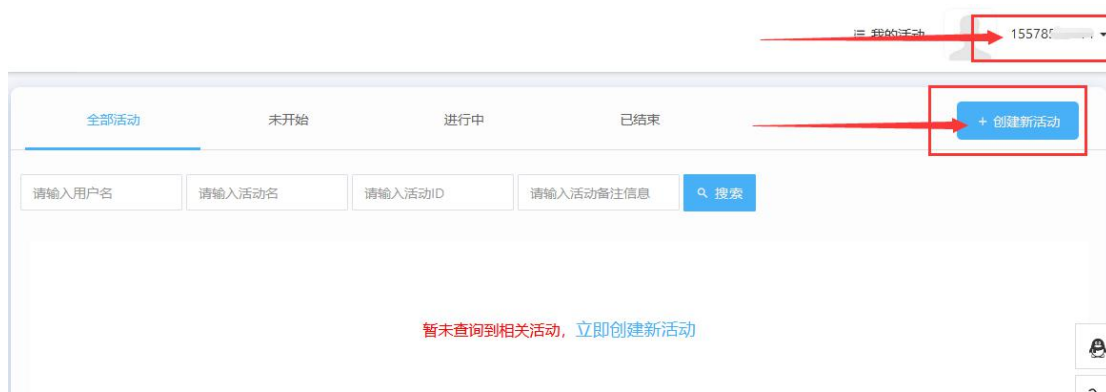 我的活动
15578
全部活动 未开始 进行中 已结束 + 创建新活动
请输入用户名 请输入活动名 请输入活动ID 请输入活动备注信息 搜索
暂未查询到相关活动，立即创建新活动